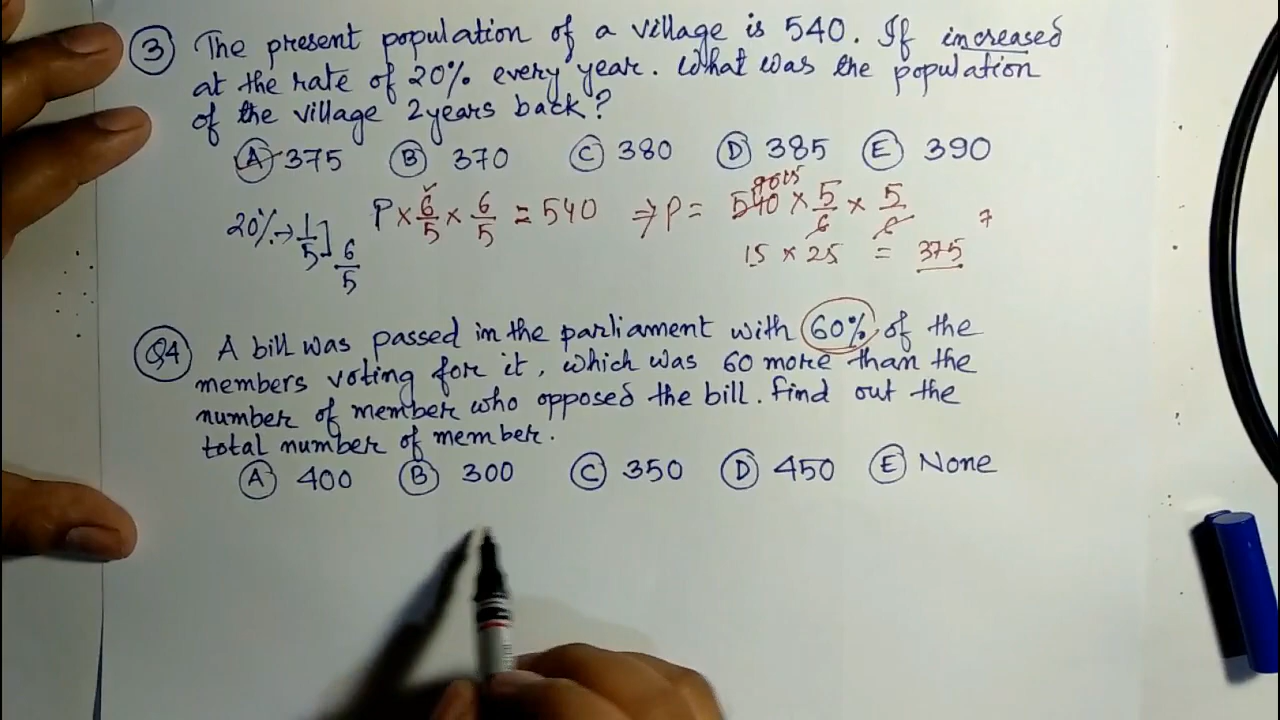 3 The present population of a village is 540. If increased
at the rate of 20% every year. What was the population
of the village 2years back?
A 375 B 370 C 380 D 385 E 390
20% → 1/5] 6/5 P × 6/5 × 6/5 = 540 ⇒ P = 540 × 5/6 × 5/6
15 × 25 = 375
Q4 A bill was passed in the parliament with 60% of the
members voting for it, which was 60 more than the
number of member who opposed the bill. find out the
total number of member.
A 400 B 300 C 350 D 450 E None